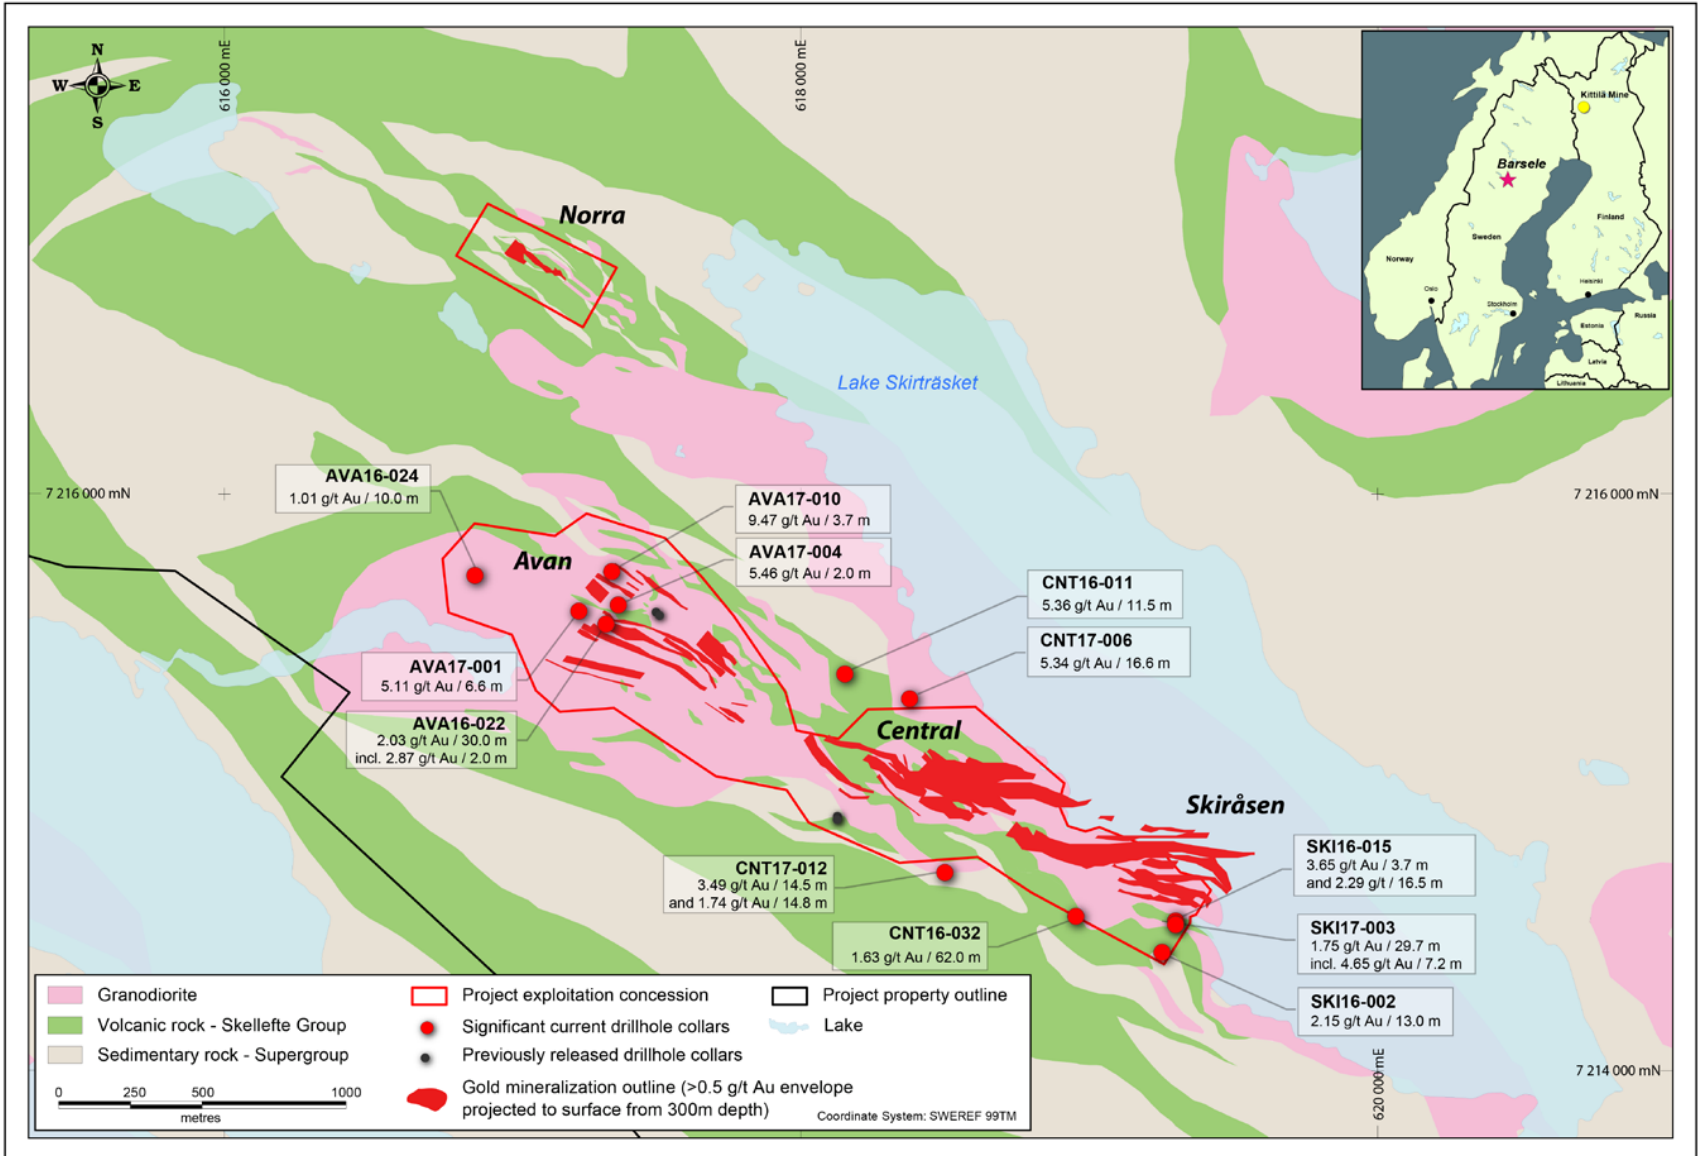 N
W E
S
616 000 mE
618 000 mE
Kittilä Mine
Barsele
Finland
Sweden
Norway
Oslo
Stockholm
Helsinki
Estonia
Russia
Latvia
Lithuania
Norra
Lake Skirträsket
7 216 000 mN
7 216 000 mN
AVA16-024
1.01 g/t Au / 10.0 m
AVA17-010
9.47 g/t Au / 3.7 m
AVA17-004
5.46 g/t Au / 2.0 m
Avan
CNT16-011
5.36 g/t Au / 11.5 m
CNT17-006
5.34 g/t Au / 16.6 m
AVA17-001
5.11 g/t Au / 6.6 m
AVA16-022
2.03 g/t Au / 30.0 m
incl. 2.87 g/t Au / 2.0 m
Central
Skiråsen
SKI16-015
3.65 g/t Au / 3.7 m
and 2.29 g/t / 16.5 m
CNT17-012
3.49 g/t Au / 14.5 m
and 1.74 g/t Au / 14.8 m
CNT16-032
1.63 g/t Au / 62.0 m
SKI17-003
1.75 g/t Au / 29.7 m
incl. 4.65 g/t Au / 7.2 m
SKI16-002
2.15 g/t Au / 13.0 m
7 214 000 mN
620 000 mE
Granodiorite
Volcanic rock - Skellefte Group
Sedimentary rock - Supergroup
0 250 500 1000
metres
Project exploitation concession
Significant current drillhole collars
Previously released drillhole collars
Gold mineralization outline (>0.5 g/t Au envelope
projected to surface from 300m depth)
Project property outline
Lake
Coordinate System: SWEREF 99TM